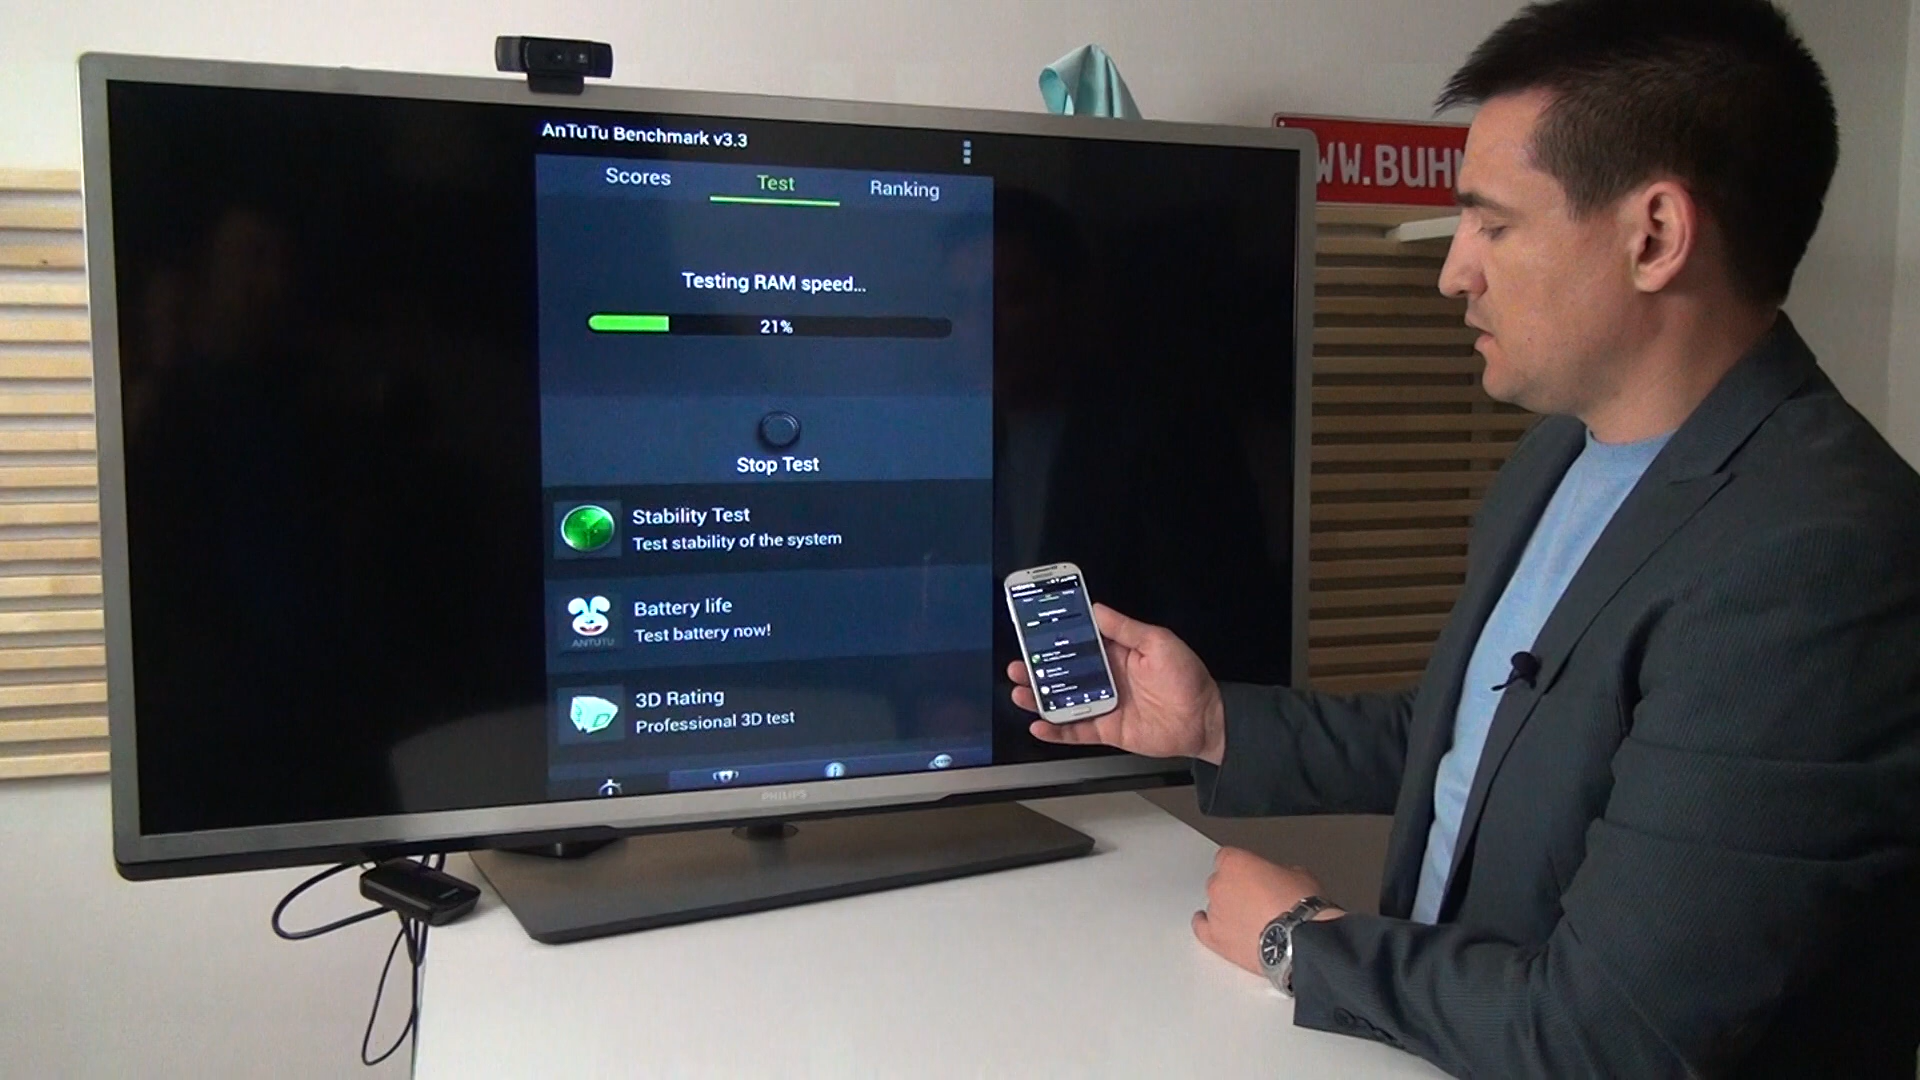 AnTuTu Benchmark v3.3
Scores
Test
Ranking
WW.BUH
Testing RAM speed...
21%
Stop Test
Stability Test
Test stability of the system
Battery life
Test battery now!
ANTUTU
3D Rating
Professional 3D test
PHILIPS